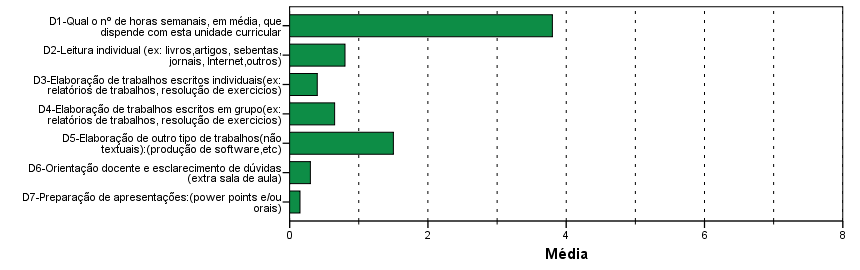 D1-Qual o nº de horas semanais, em média, que
dispende com esta unidade curricular
D2-Leitura individual (ex: livros,artigos, sebentas,
jornais, Internet,outros)
D3-Elaboração de trabalhos escritos individuais(ex:
relatórios de trabalhos, resolução de exercicios)
D4-Elaboração de trabalhos escritos em grupo(ex:
relatórios de trabalhos, resolução de exercicios)
D5-Elaboração de outro tipo de trabalhos(não
textuais):(produção de software,etc)
D6-Orientação docente e esclarecimento de dúvidas
(extra sala de aula)
D7-Preparação de apresentações:(power points e/ou
orais)
0 2 4 6 8
Média